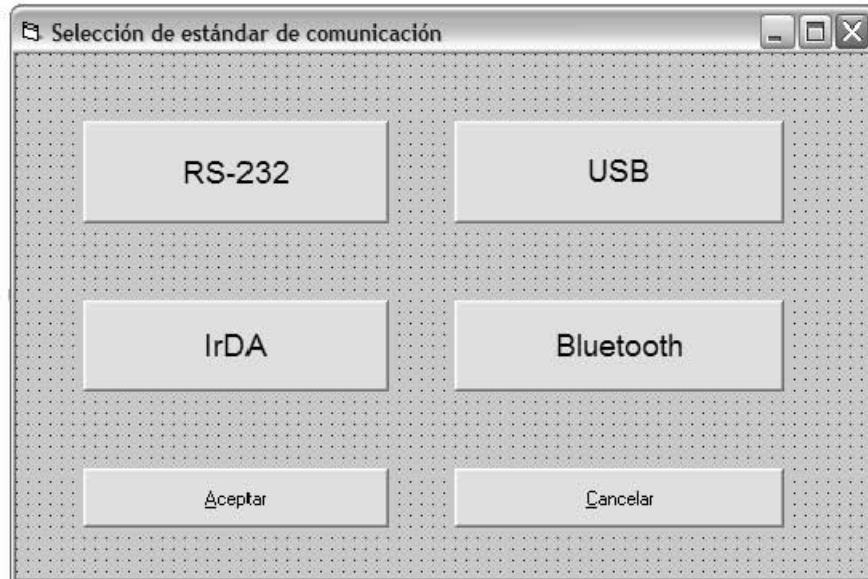 Selección de estándar de comunicación
RS-232
USB
IrDA
Bluetooth
Aceptar
Cancelar